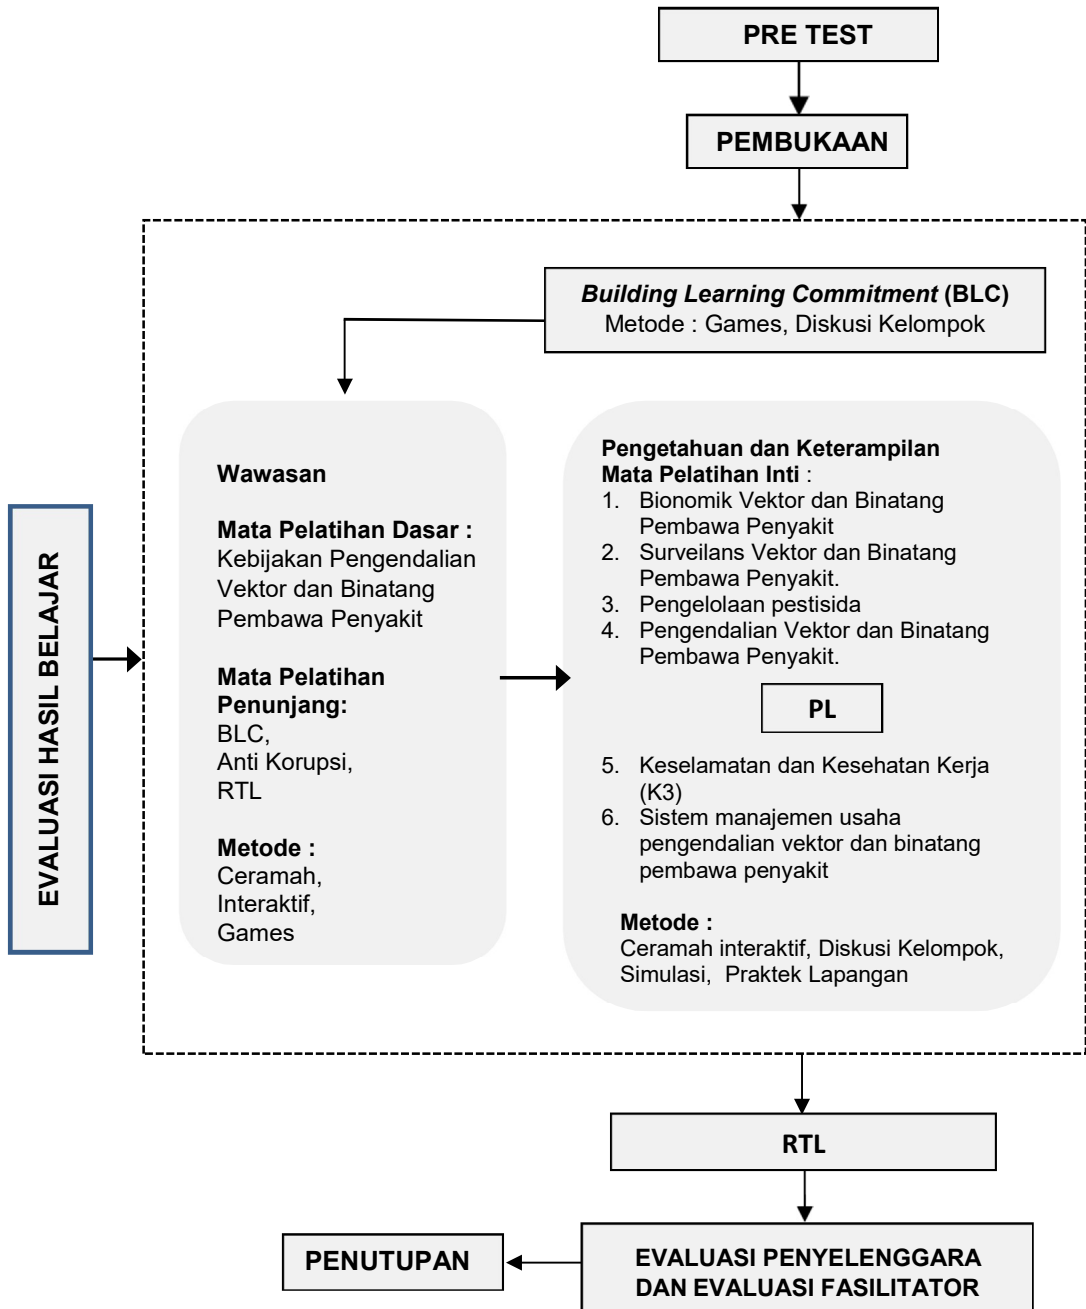 PRE TEST
PEMBUKAAN
Building Learning Commitment (BLC)
Metode : Games, Diskusi Kelompok
EVALUASI HASIL BELAJAR
Wawasan
Mata Pelatihan Dasar :
Kebijakan Pengendalian
Vektor dan Binatang
Pembawa Penyakit
Mata Pelatihan
Penunjang:
BLC,
Anti Korupsi,
RTL
Metode :
Ceramah,
Interaktif,
Games
Pengetahuan dan Keterampilan
Mata Pelatihan Inti :
1. Bionomik Vektor dan Binatang
Pembawa Penyakit
2. Surveilans Vektor dan Binatang
Pembawa Penyakit.
3. Pengelolaan pestisida
4. Pengendalian Vektor dan Binatang
Pembawa Penyakit.
PL
5. Keselamatan dan Kesehatan Kerja
(K3)
6. Sistem manajemen usaha
pengendalian vektor dan binatang
pembawa penyakit
Metode :
Ceramah interaktif, Diskusi Kelompok,
Simulasi, Praktek Lapangan
RTL
EVALUASI PENYELENGGARA
DAN EVALUASI FASILITATOR
PENUTUPAN